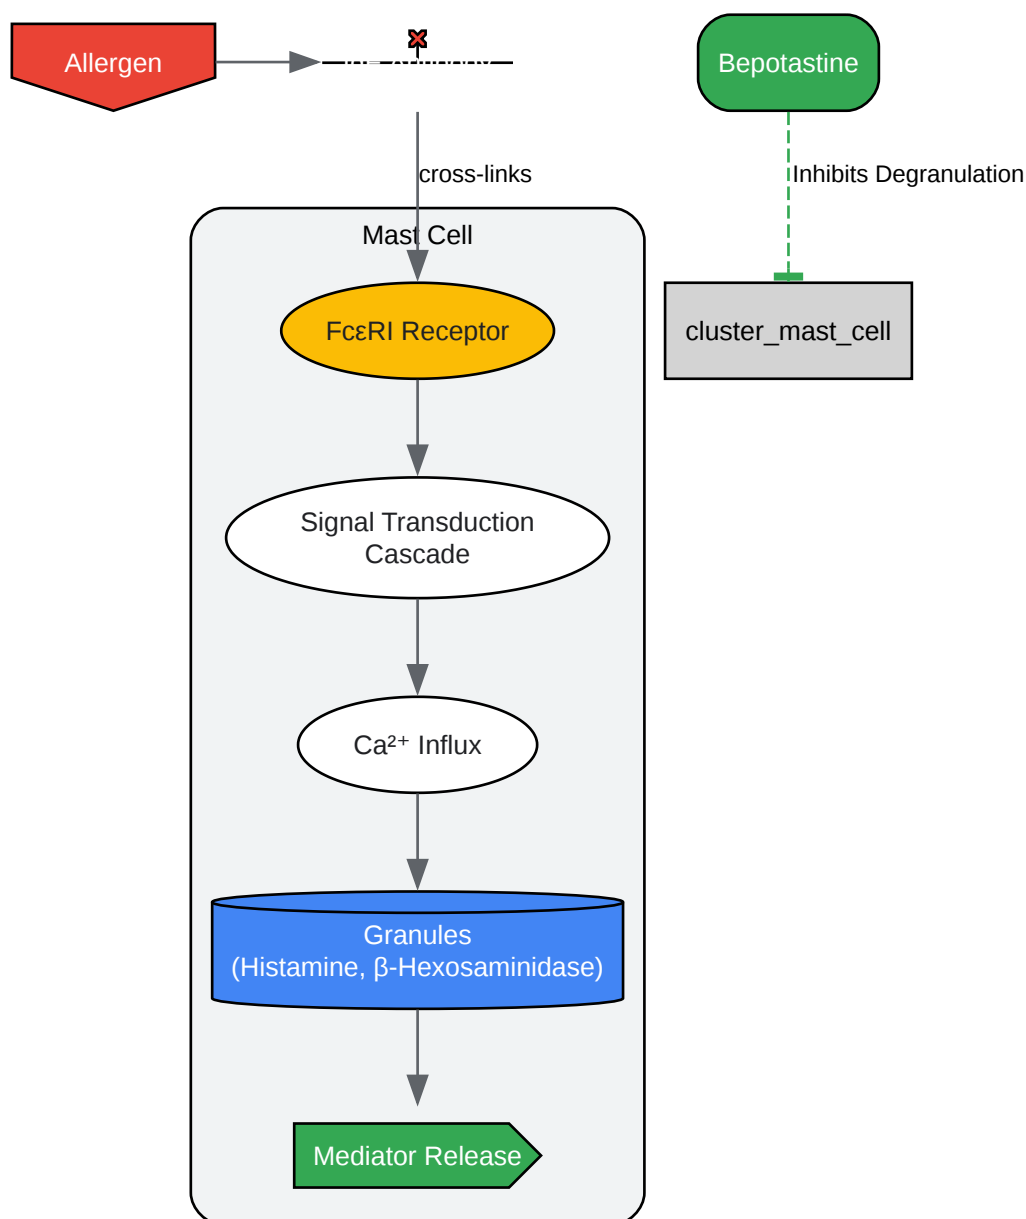 Allergen
Bepotastine
cross-links
Inhibits Degranulation
Mast Cell
FcεRI Receptor
cluster_mast_cell
Signal Transduction
Cascade
Ca²⁺ Influx
Granules
(Histamine, β-Hexosaminidase)
Mediator Release